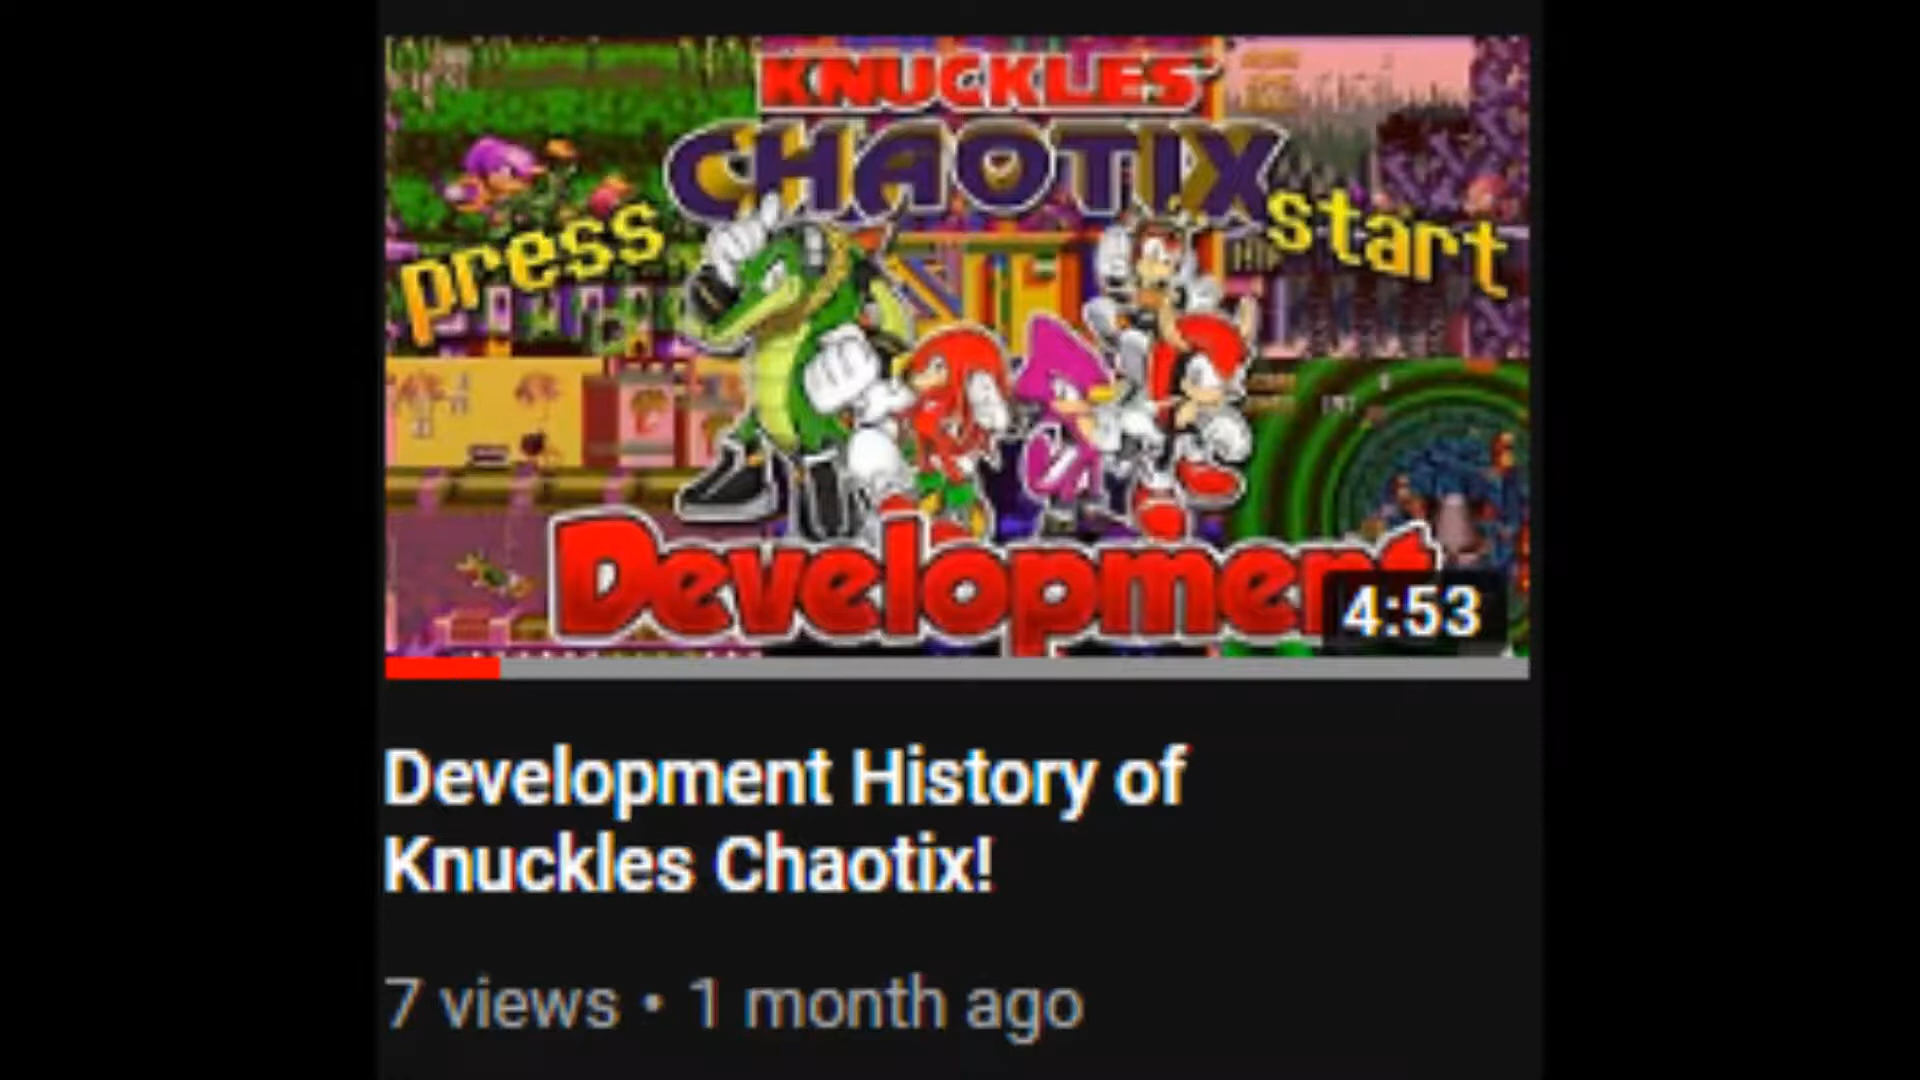 KNUCKLES
CHAOTIX
press start
Development
4:53
Development History of
Knuckles Chaotix!
7 views • 1 month ago